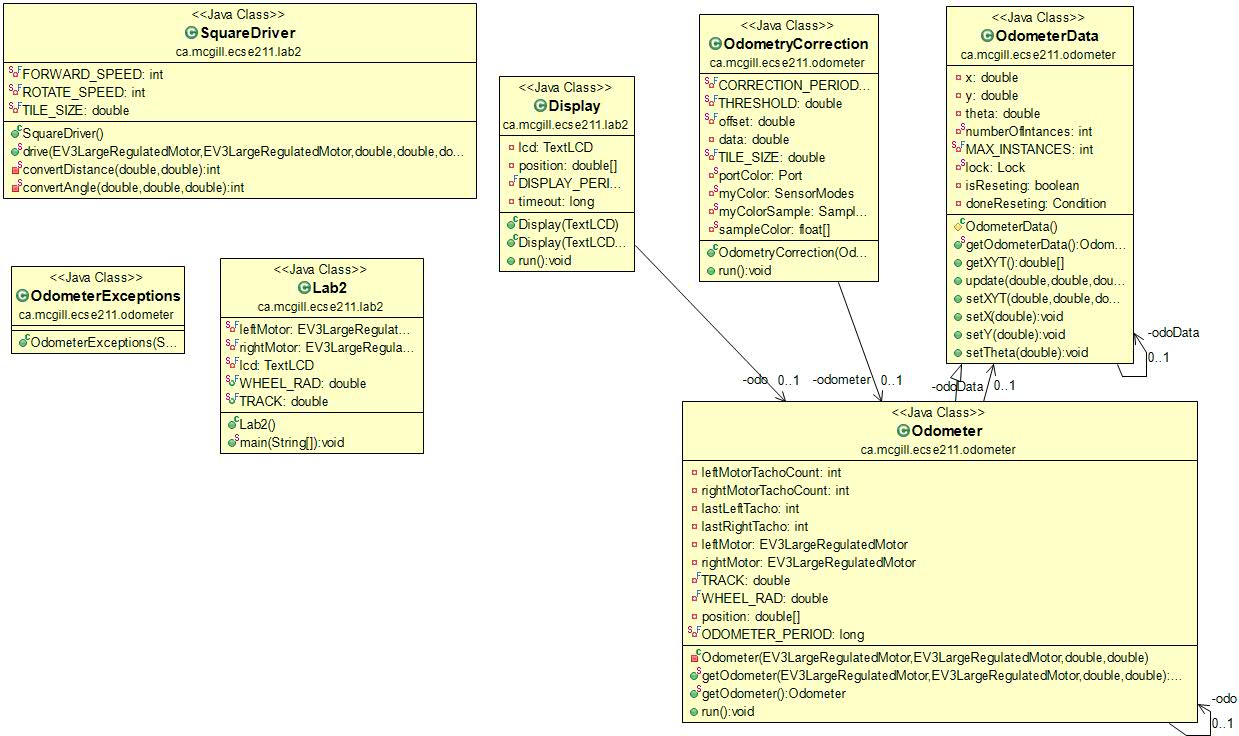 <<Java Class>>
SquareDriver
ca.mcgill.ecse211.lab2
FORWARD_SPEED: int
ROTATE_SPEED: int
TILE_SIZE: double
SquareDriver()
drive(EV3LargeRegulatedMotor,EV3LargeRegulatedMotor,double,double,do...
convertDistance(double,double):int
convertAngle(double,double,double):int
<<Java Class>>
Display
ca.mcgill.ecse211.lab2
lcd: TextLCD
position: double[]
DISPLAY_PERI...
timeout: long
Display(TextLCD)
Display(TextLCD...
run():void
<<Java Class>>
OdometryCorrection
ca.mcgill.ecse211.odometer
CORRECTION_PERIOD...
THRESHOLD: double
offset: double
data: double
TILE_SIZE: double
portColor: Port
myColor: SensorModes
myColorSample: Sampl...
sampleColor: float[]
OdometryCorrection(Od...
run():void
<<Java Class>>
OdometerData
ca.mcgill.ecse211.odometer
x: double
y: double
theta: double
numberOfIntances: int
MAX_INSTANCES: int
lock: Lock
isReseting: boolean
doneReseting: Condition
OdometerData()
getOdometerData():Odom...
getXYT():double[]
update(double,double,dou...
setXYT(double,double,do...
setX(double):void
setY(double):void
setTheta(double):void
-odoData
0..1
<<Java Class>>
OdometerExceptions
ca.mcgill.ecse211.odometer
OdometerExceptions(S...
<<Java Class>>
Lab2
ca.mcgill.ecse211.lab2
leftMotor: EV3LargeRegulat...
rightMotor: EV3LargeRegula...
lcd: TextLCD
WHEEL_RAD: double
TRACK: double
Lab2()
main(String[]):void
-odo 0..1
-odometer 0..1
-odoData 0..1
<<Java Class>>
Odometer
ca.mcgill.ecse211.odometer
leftMotorTachoCount: int
rightMotorTachoCount: int
lastLeftTacho: int
lastRightTacho: int
leftMotor: EV3LargeRegulatedMotor
rightMotor: EV3LargeRegulatedMotor
TRACK: double
WHEEL_RAD: double
position: double[]
ODOMETER_PERIOD: long
Odometer(EV3LargeRegulatedMotor,EV3LargeRegulatedMotor,double,double)
getOdometer(EV3LargeRegulatedMotor,EV3LargeRegulatedMotor,double,double):...
getOdometer():Odometer
run():void
-odo
0..1